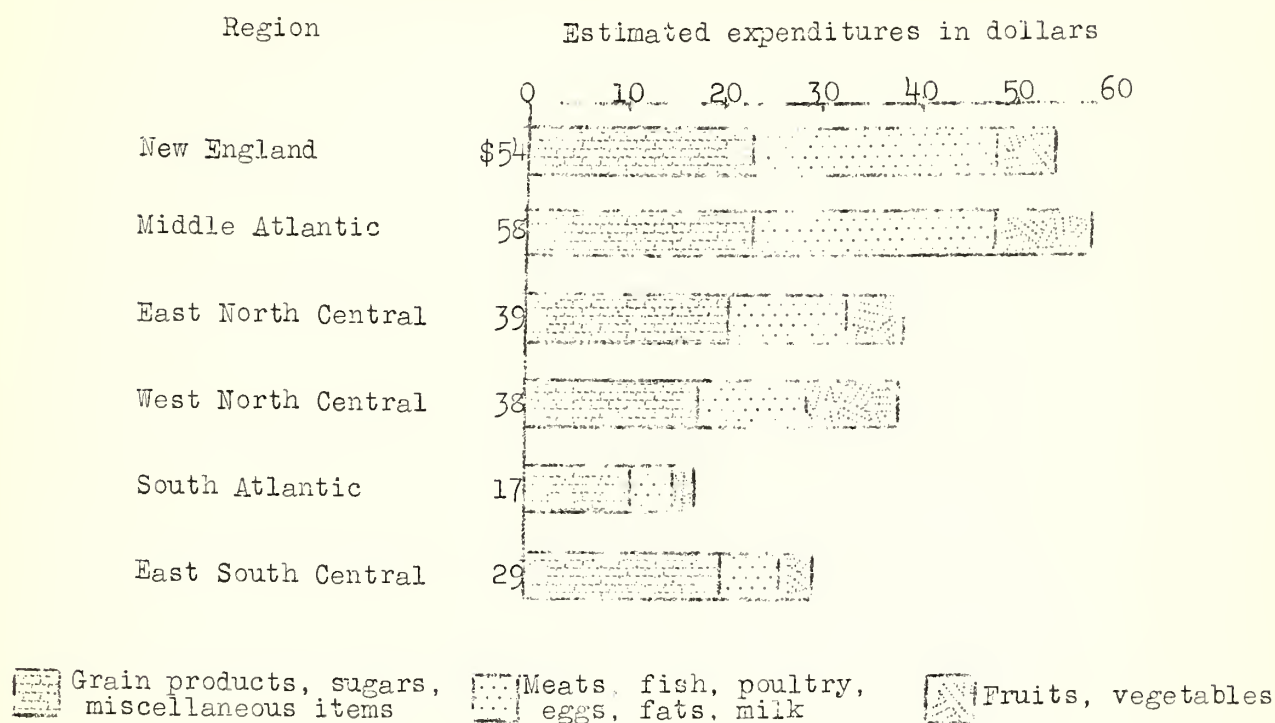 Region Estimated expenditures in dollars
0 10 20 30 40 50 60
New England $54
Middle Atlantic 58
East North Central 39
West North Central 38
South Atlantic 17
East South Central 29
Grain products, sugars, Meats, fish, poultry, Fruits, vegetables
miscellaneous items eggs, fats, milk